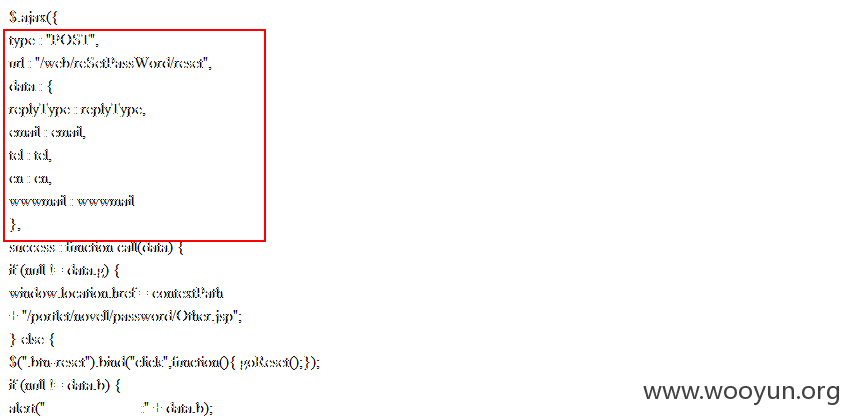 $.ajax({
type : "POST",
url : "/web/reSetPassWord/reset",
data : {
replyType : replyType,
email : email,
tel : tel,
cn : cn,
wwwmail : wwwmail
},
success : function call(data) {
if (null != data.g) {
window.location.href = contextPath
+ "/portlet/novell/password/Other.jsp";
} else {
$(".btn-reset").bind("click",function(){ goReset();});
if (null != data.b) {
alert(" :" + data.b);
www.wooyun.org